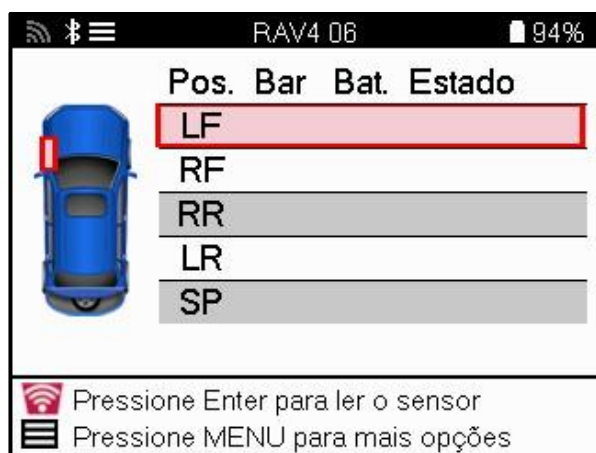 RAV4 06 94%
Pos. Bar Bat. Estado
LF
RF
RR
LR
SP
Pressione Enter para ler o sensor
Pressione MENU para mais opções